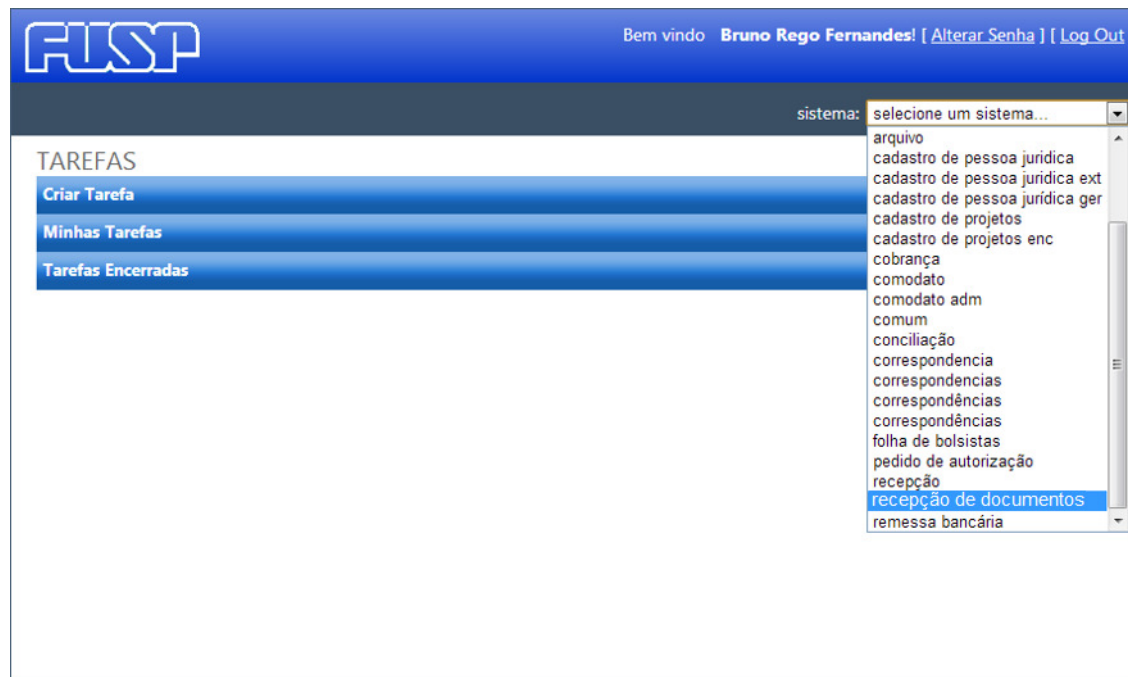 FUSP
Bem vindo Bruno Rego Fernandes! [ Alterar Senha ] [ Log Out
sistema: selecione um sistema...
TAREFAS
Criar Tarefa
Minhas Tarefas
Tarefas Encerradas
arquivo
cadastro de pessoa juridica
cadastro de pessoa juridica ext
cadastro de pessoa jurídica ger
cadastro de projetos
cadastro de projetos enc
cobrança
comodato
comodato adm
comum
conciliação
correspondencia
correspondencias
correspondências
correspondências
folha de bolsistas
pedido de autorização
recepção
recepção de documentos
remessa bancária